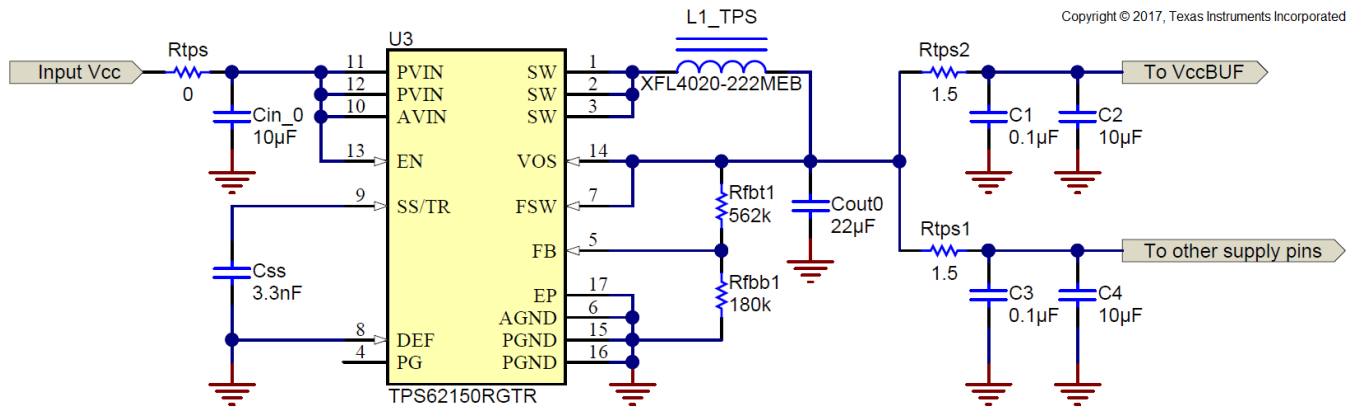 Copyright © 2017, Texas Instruments Incorporated
L1_TPS
U3
Rtps
Rtps2
Input Vcc
11 PVIN SW 1
To VccBUF
0
12 PVIN SW 2
XFL4020-222MEB
1.5
Cin_0
10µF
10 AVIN SW 3
C1
0.1µF
C2
10µF
13 EN VOS 14
9 SS/TR FSW 7
Rfbt1
562k
Cout0
22µF
Rtps1
FB 5
To other supply pins
1.5
Css
3.3nF
Rfbb1
180k
C3
0.1µF
C4
10µF
EP 17
AGND 6
8 DEF PGND 15
4 PG PGND 16
TPS62150RGTR